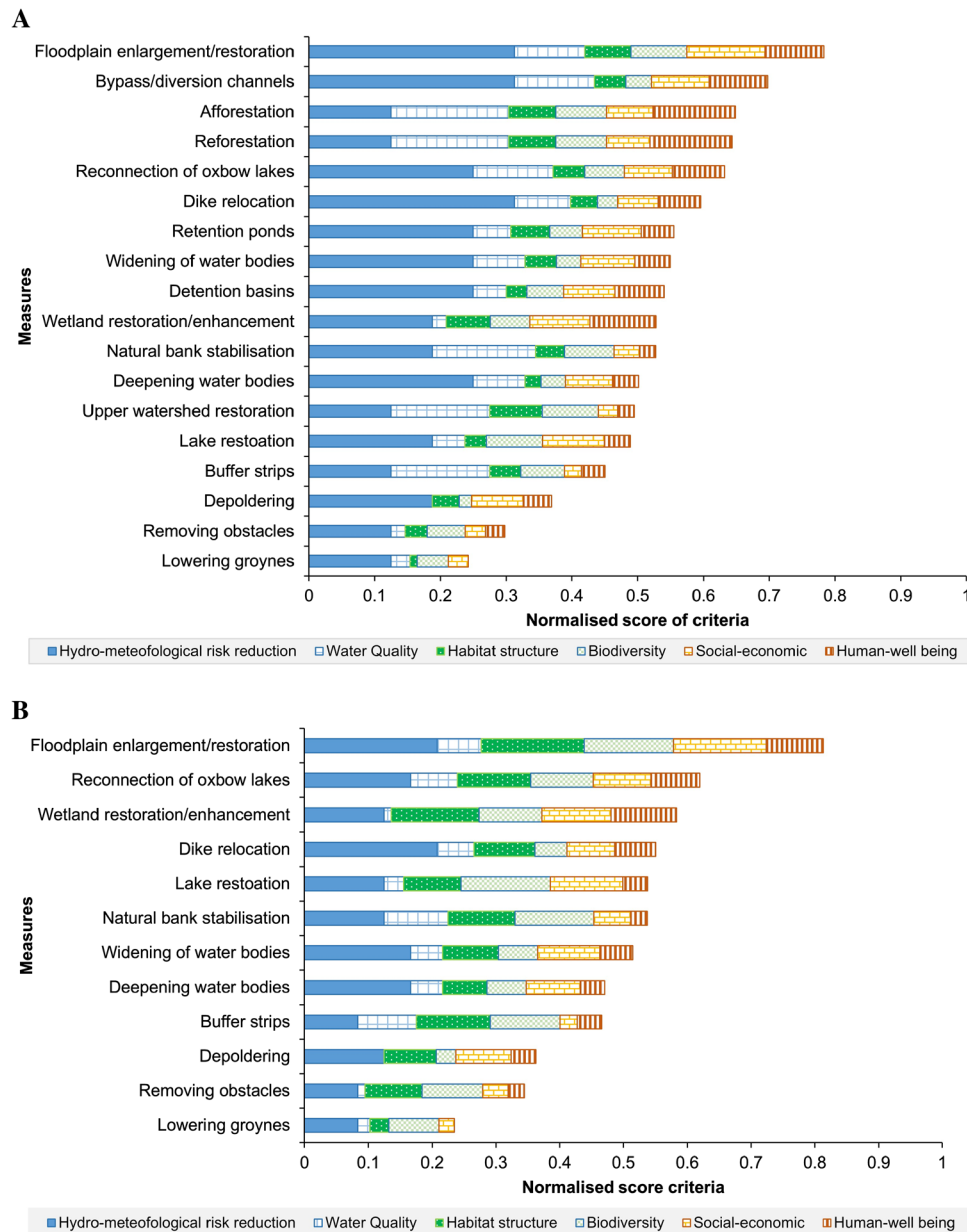 A
Floodplain enlargement/restoration
Bypass/diversion channels
Afforestation
Reforestation
Reconnection of oxbow lakes
Dike relocation
Retention ponds
Widening of water bodies
Detention basins
Wetland restoration/enhancement
Natural bank stabilisation
Deepening water bodies
Upper watershed restoration
Lake restoation
Buffer strips
Depoldering
Removing obstacles
Lowering groynes
Measures
0 0.1 0.2 0.3 0.4 0.5 0.6 0.7 0.8 0.9 1
Normalised score of criteria
Hydro-meteofological risk reduction Water Quality Habitat structure Biodiversity Social-economic Human-well being
B
Floodplain enlargement/restoration
Reconnection of oxbow lakes
Wetland restoration/enhancement
Dike relocation
Lake restoation
Natural bank stabilisation
Widening of water bodies
Deepening water bodies
Buffer strips
Depoldering
Removing obstacles
Lowering groynes
Measures
0 0.1 0.2 0.3 0.4 0.5 0.6 0.7 0.8 0.9 1
Normalised score criteria
Hydro-meteofological risk reduction Water Quality Habitat structure Biodiversity Social-economic Human-well being